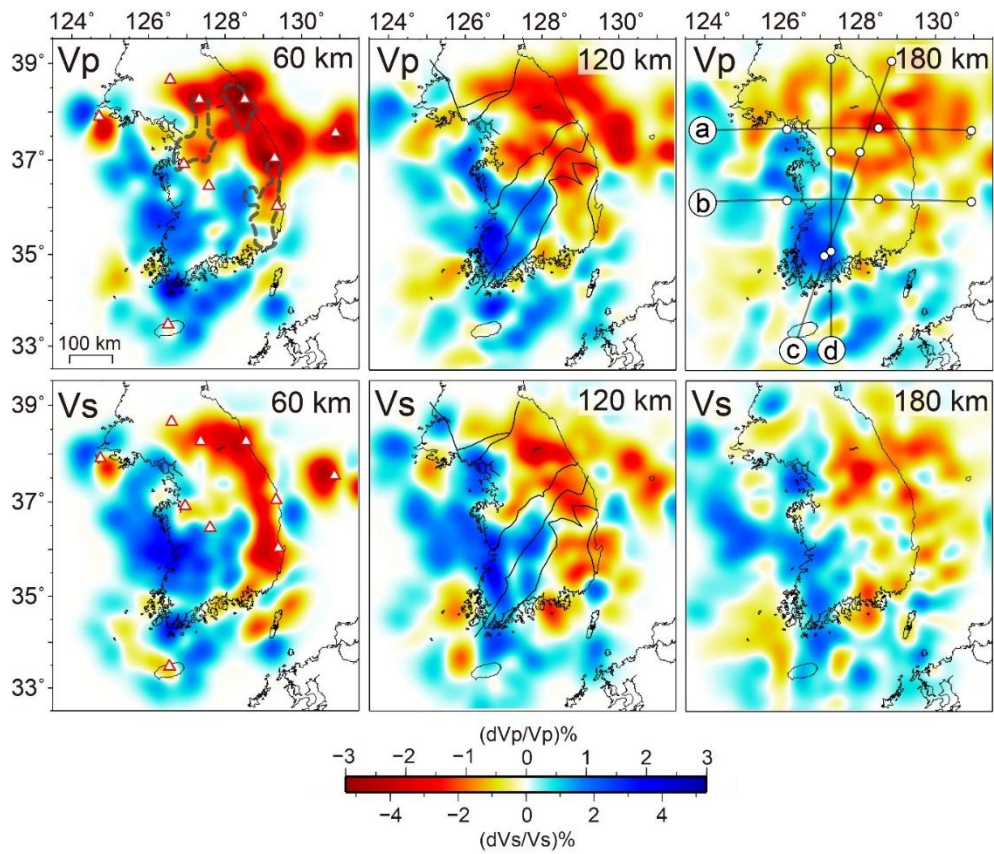 124° 126° 128° 130° 124° 126° 128° 130° 124° 126° 128° 130°
39° Vp 60 km Vp 120 km Vp 180 km
37° a
b
35°
100 km
33° c d
39° Vs 60 km Vs 120 km Vs 180 km
37°
35°
33°
(dVp/Vp)%
−3 −2 −1 0 1 2 3
−4 −2 0 2 4
(dVs/Vs)%